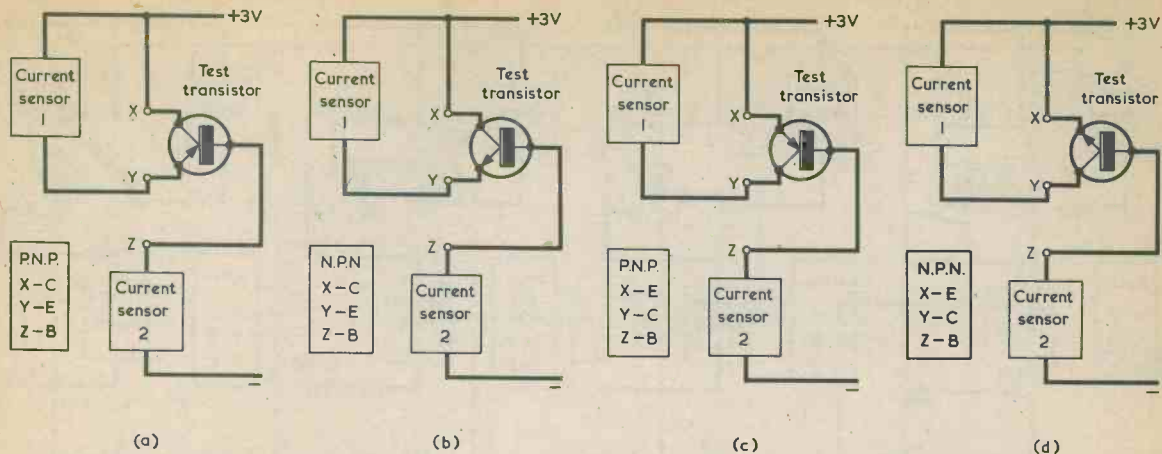 +3V
Current
sensor
1
Test
transistor
X
Y
Z
P.N.P.
X-C
Y-E
Z-B
Current
sensor
2
-
(a)
+3V
Current
sensor
1
Test
transistor
X
Y
Z
N.P.N
X-C
Y-E
Z-B
Current
sensor
2
-
(b)
+3V
Current
sensor
1
Test
transistor
X
Y
Z
P.N.P.
X-E
Y-C
Z-B
Current
sensor
2
-
(c)
+3V
Current
sensor
1
Test
transistor
X
Y
Z
N.P.N.
X-E
Y-C
Z-B
Current
sensor
2
-
(d)